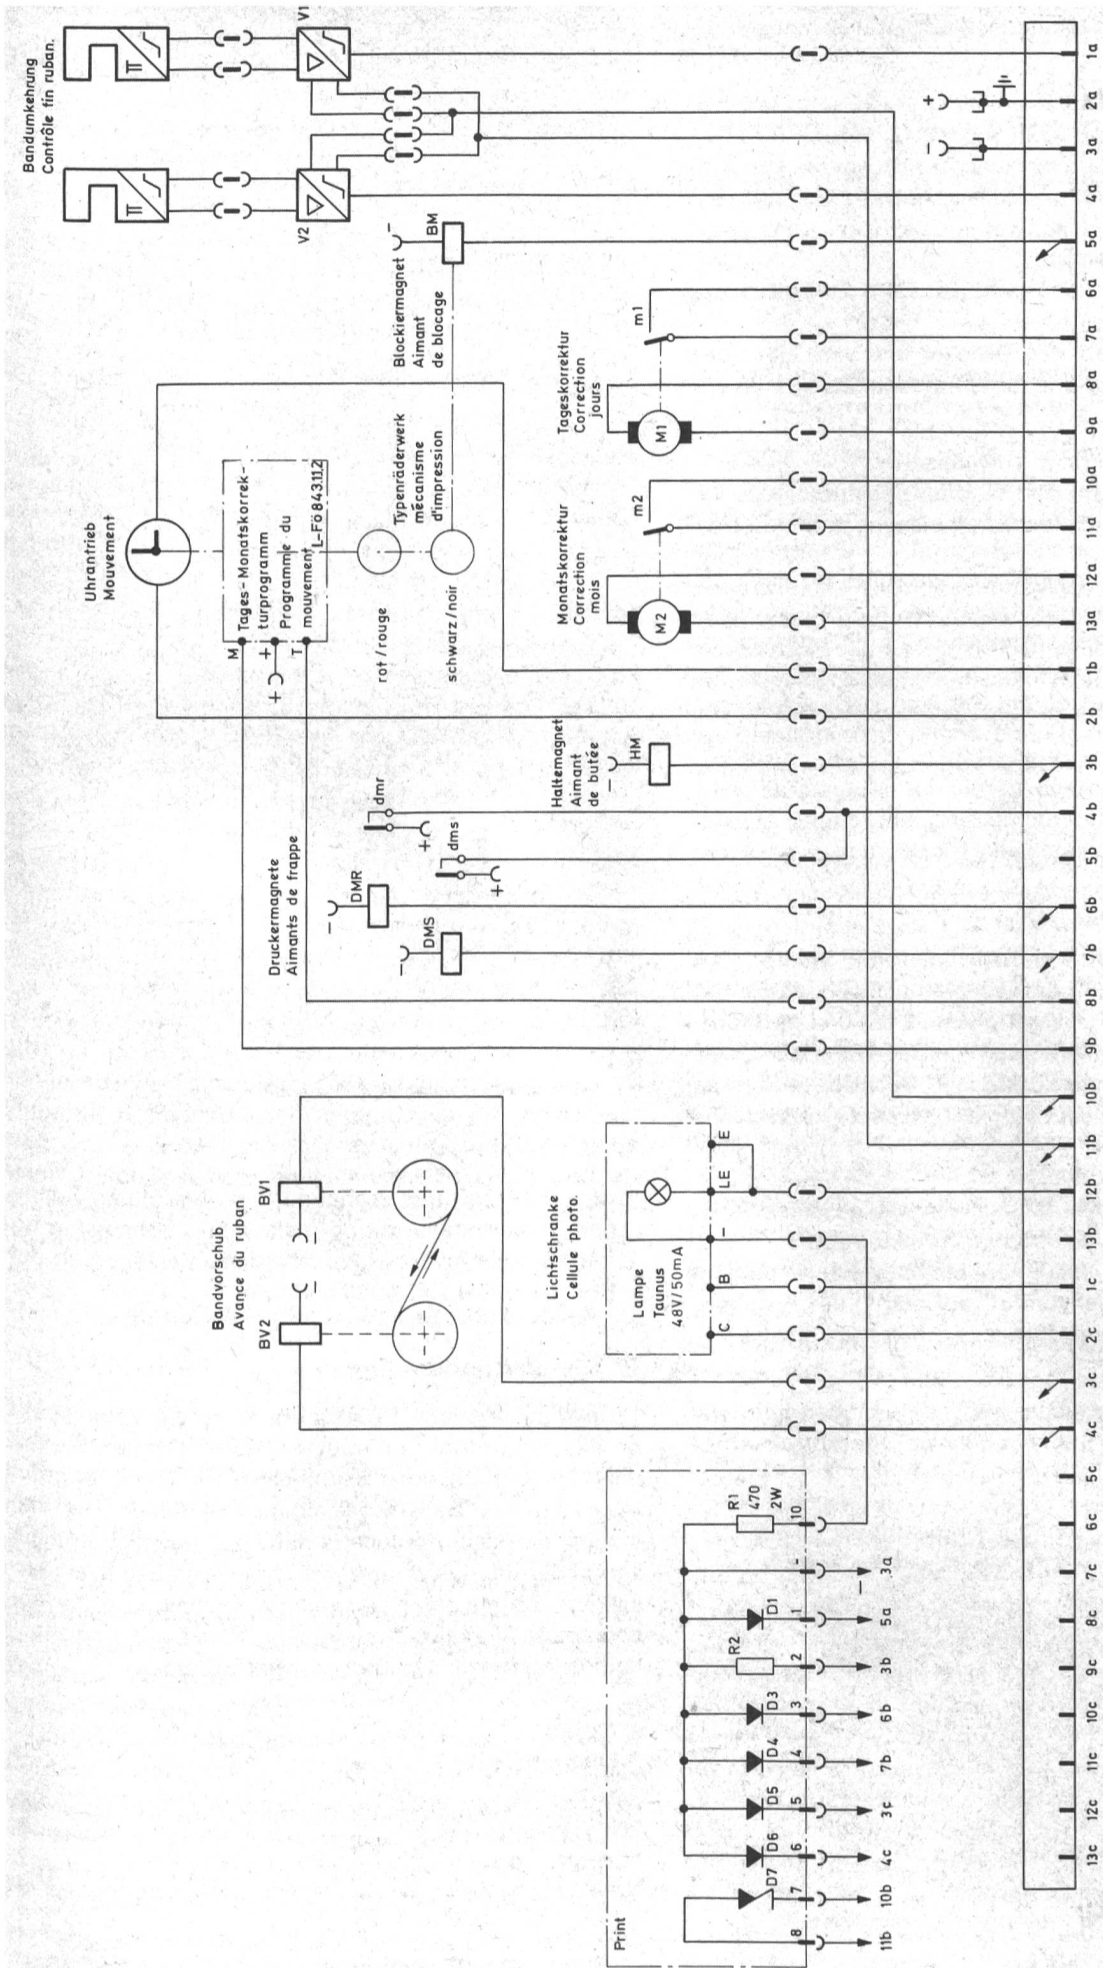 Bandumkehrung
Contrôle fin ruban.
V1
V2
+
−
Blockiermagnet
Aimant
de blocage
−
BM
Uhrantrieb
Mouvement
Tages-Monatskorrek-
turprogramm
Programme du
mouvement
L-Fö 843.11.2
M
+
T
+
rot/rouge
schwarz/noir
Typenräderwerk
mécanisme
d'impression
Tageskorrektur
Correction
jours
M1
m1
Monatskorrektur
Correction
mois
M2
m2
Haltemagnet
Aimant
de butée
−
HM
Druckermagnete
Aimants de frappe
dmr
+
dms
+
−
DMR
−
DMS
Bandvorschub
Avance du ruban
BV1
−
−
BV2
Lichtschranke
Cellule photo.
Lampe
Taunus
48V/50mA
E
LE
−
B
C
Print
R1
470
2W
10
-
D1
1
R2
2
D3
3
D4
4
D5
5
D6
6
D7
7
8
−
3a
5a
3b
6b
7b
3c
4c
10b
11b
1a
2a
3a
4a
5a
6a
7a
8a
9a
10a
11a
12a
13a
1b
2b
3b
4b
5b
6b
7b
8b
9b
10b
11b
12b
13b
1c
2c
3c
4c
5c
6c
7c
8c
9c
10c
11c
12c
13c